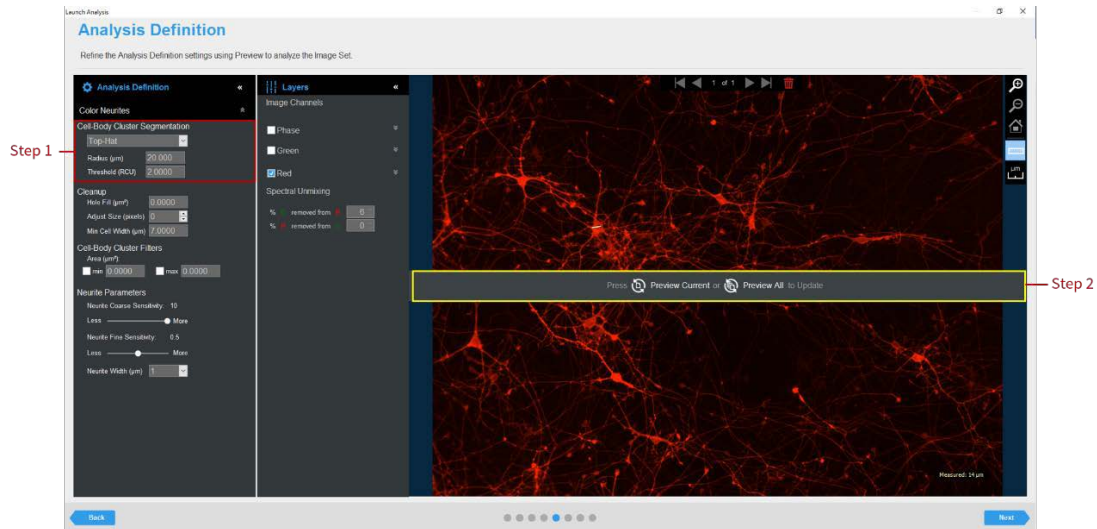 Launch Analysis
Analysis Definition
Refine the Analysis Definition settings using Preview to analyze the Image Set.
Analysis Definition
Color Neurites
Cell-Body Cluster Segmentation
Top-Hat
Radius (µm) 20.000
Threshold (RCU) 2.0000
Cleanup
Hole Fill (µm²) 0.0000
Adjust Size (pixels) 0
Min Cell Width (µm) 7.0000
Cell-Body Cluster Filters
Area (µm²)
min 0.0000 max 0.0000
Neurite Parameters
Neurite Coarse Sensitivity: 10
Less More
Neurite Fine Sensitivity: 0.5
Less More
Neurite Width (µm) 1
Layers
Image Channels
Phase
Green
Red
Spectral Unmixing
% removed from
% removed from 0
1 of 1
µm
Press Preview Current or Preview All to Update
Measured: 14 µm
Step 1
Step 2
Back
Next